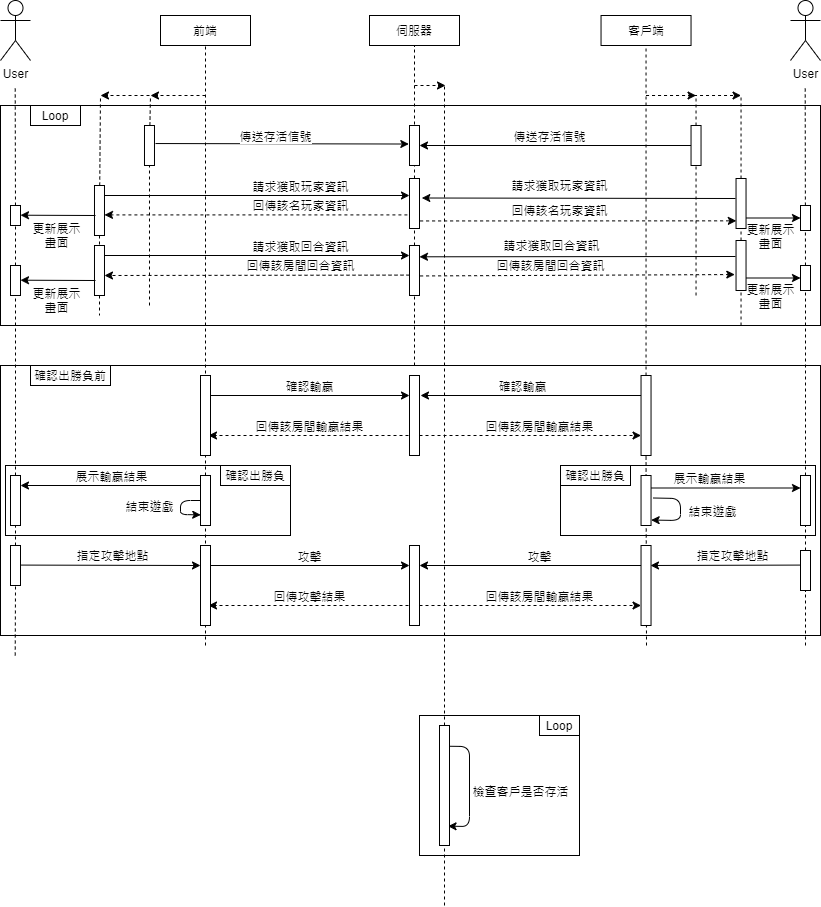 前端
伺服器
客戶端
User
User
Loop
傳送存活信號
傳送存活信號
請求獲取玩家資訊
請求獲取玩家資訊
回傳該名玩家資訊
回傳該名玩家資訊
更新展示
畫面
更新展示
畫面
請求獲取回合資訊
請求獲取回合資訊
回傳該房間回合資訊
回傳該房間回合資訊
更新展示
畫面
更新展示
畫面
確認出勝負前
確認輸贏
確認輸贏
回傳該房間輸贏結果
回傳該房間輸贏結果
展示輸贏結果
確認出勝負
確認出勝負
展示輸贏結果
結束遊戲
結束遊戲
指定攻擊地點
攻擊
攻擊
指定攻擊地點
回傳攻擊結果
回傳該房間輸贏結果
Loop
檢查客戶是否存活